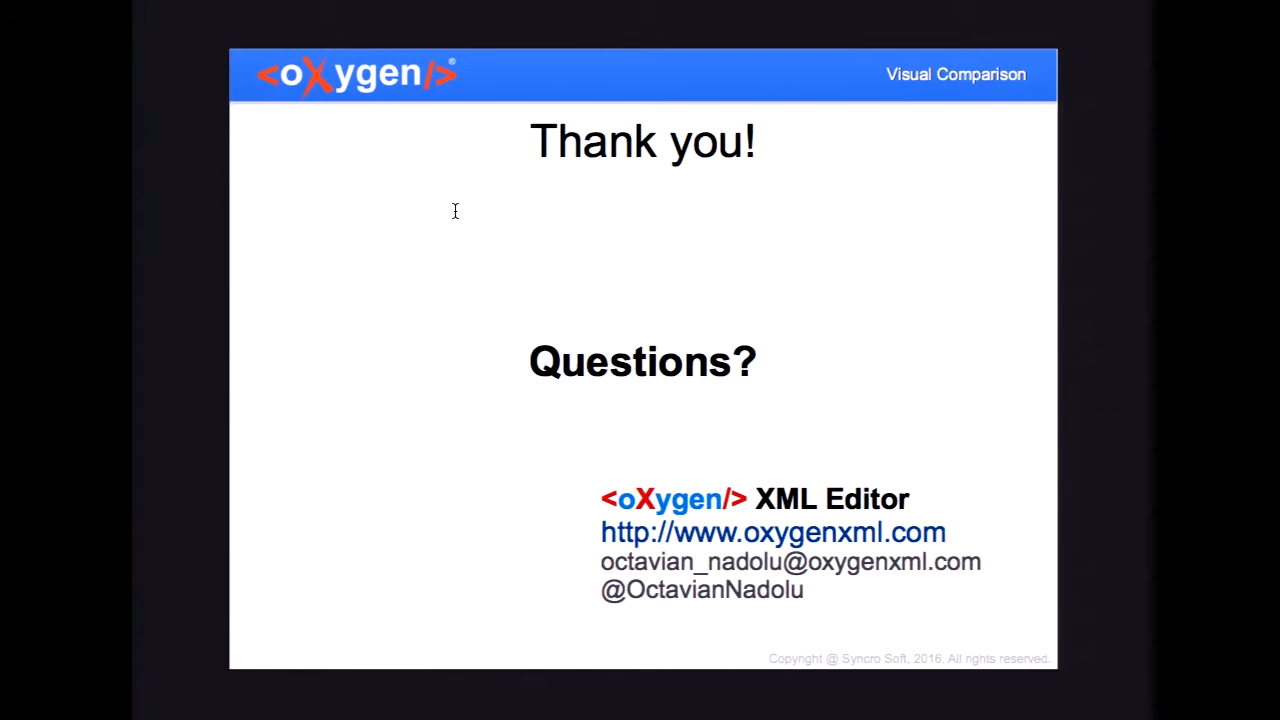 <oXygen/>®
Visual Comparison
Thank you!
Questions?
<oXygen/> XML Editor
http://www.oxygenxml.com
octavian_nadolu@oxygenxml.com
@OctavianNadolu
Copyright @ Syncro Soft, 2016. All rights reserved.